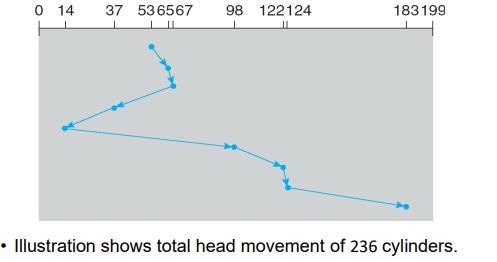 0 14 37 536567 98 122124 183199
• Illustration shows total head movement of 236 cylinders.